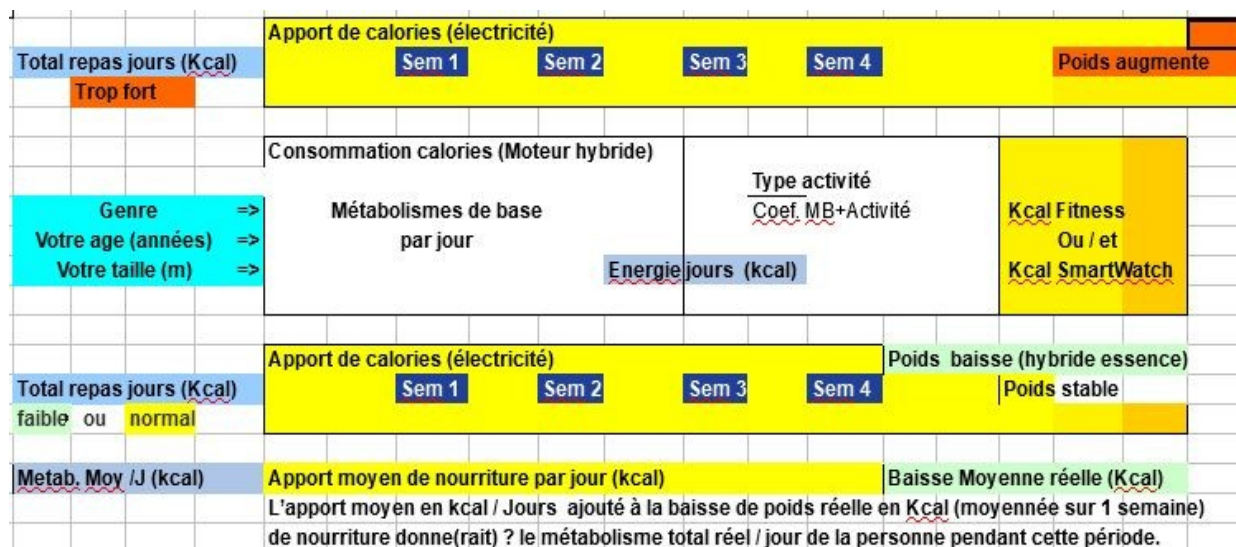 Apport de calories (électricité)
Total repas jours (Kcal) Sem 1 Sem 2 Sem 3 Sem 4 Poids augmente
Trop fort
Consommation calories (Moteur hybride)
Type activité
Genre => Métabolismes de base Coef. MB+Activité Kcal Fitness
Votre age (années) => par jour Ou / et
Votre taille (m) => Energie jours (kcal) Kcal SmartWatch
Apport de calories (électricité) Poids baisse (hybride essence)
Total repas jours (Kcal) Sem 1 Sem 2 Sem 3 Sem 4 Poids stable
faible ou normal
Metab. Moy /J (kcal) Apport moyen de nourriture par jour (kcal) Baisse Moyenne réelle (Kcal)
L'apport moyen en kcal / Jours ajouté à la baisse de poids réelle en Kcal (moyennée sur 1 semaine)
de nourriture donne(rait) ? le métabolisme total réel / jour de la personne pendant cette période.